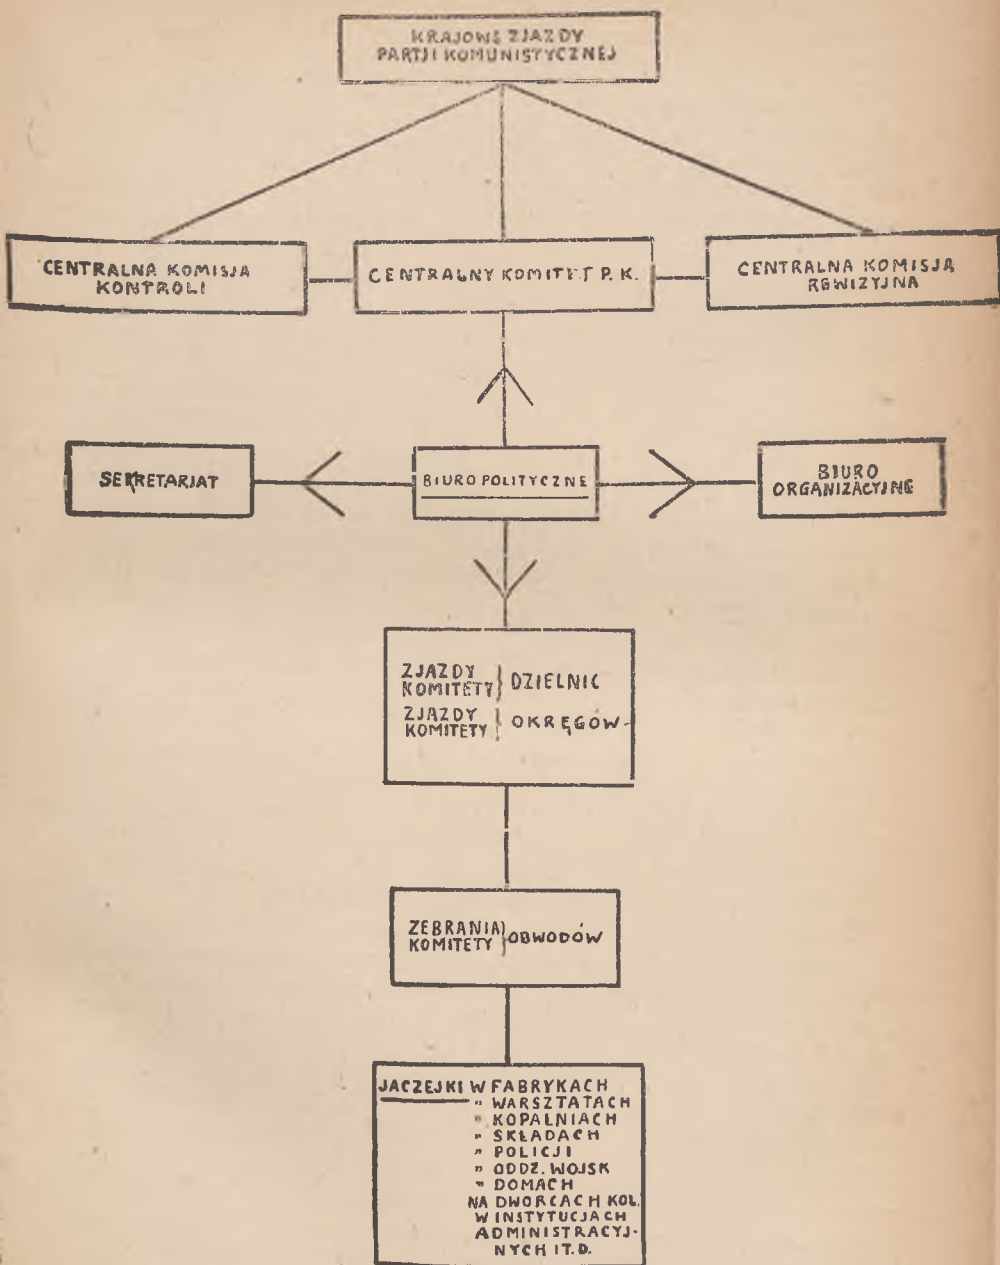 KRAJOWE ZJAZDY
PARTJI KOMUNISTYCZNEJ
CENTRALNA KOMISJA
KONTROLI
CENTRALNY KOMITET P. K.
CENTRALNA KOMISJA
REWIZYJNA
SEKRETARJAT
BIURO POLITYCZNE
BIURO
ORGANIZACYJNE
ZJAZDY
KOMITETY } DZIELNIC
ZJAZDY
KOMITETY } OKRĘGÓW
ZEBRANIA
KOMITETY } OBWODÓW
JACZEJKI W FABRYKACH
" WARSZTATACH
" KOPALNIACH
" SKŁADACH
" POLICJI
" ODDZ. WOJSK
" DOMACH
NA DWORCACH KOL.
W INSTYTUCJACH
ADMINISTRACYJ-
NYCH IT.D.